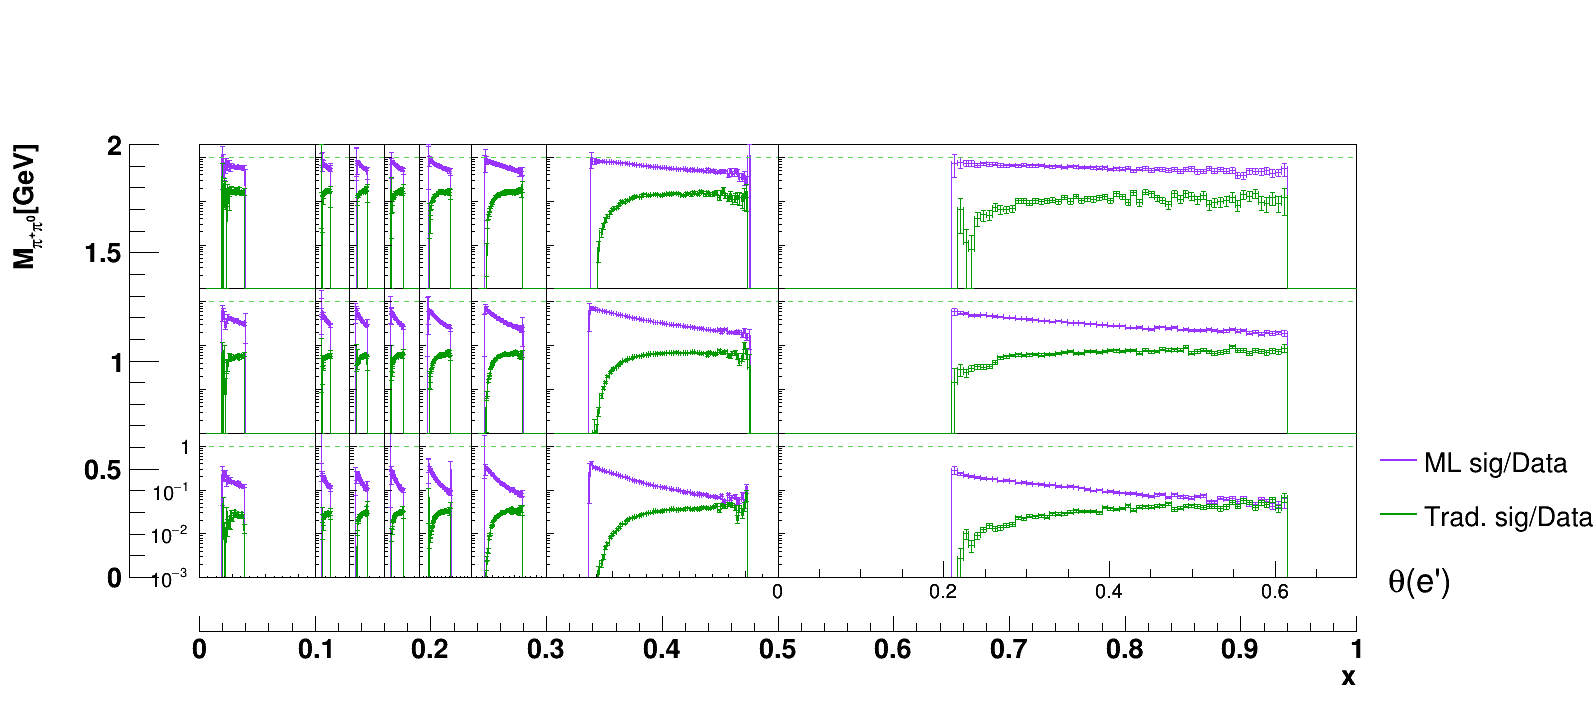 M_{π⁺π⁰}[GeV]
2
1.5
1
0.5
0
1
10⁻¹
10⁻²
10⁻³
ML sig/Data
Trad. sig/Data
θ(e')
0 0.2 0.4 0.6
0 0.1 0.2 0.3 0.4 0.5 0.6 0.7 0.8 0.9 1
x